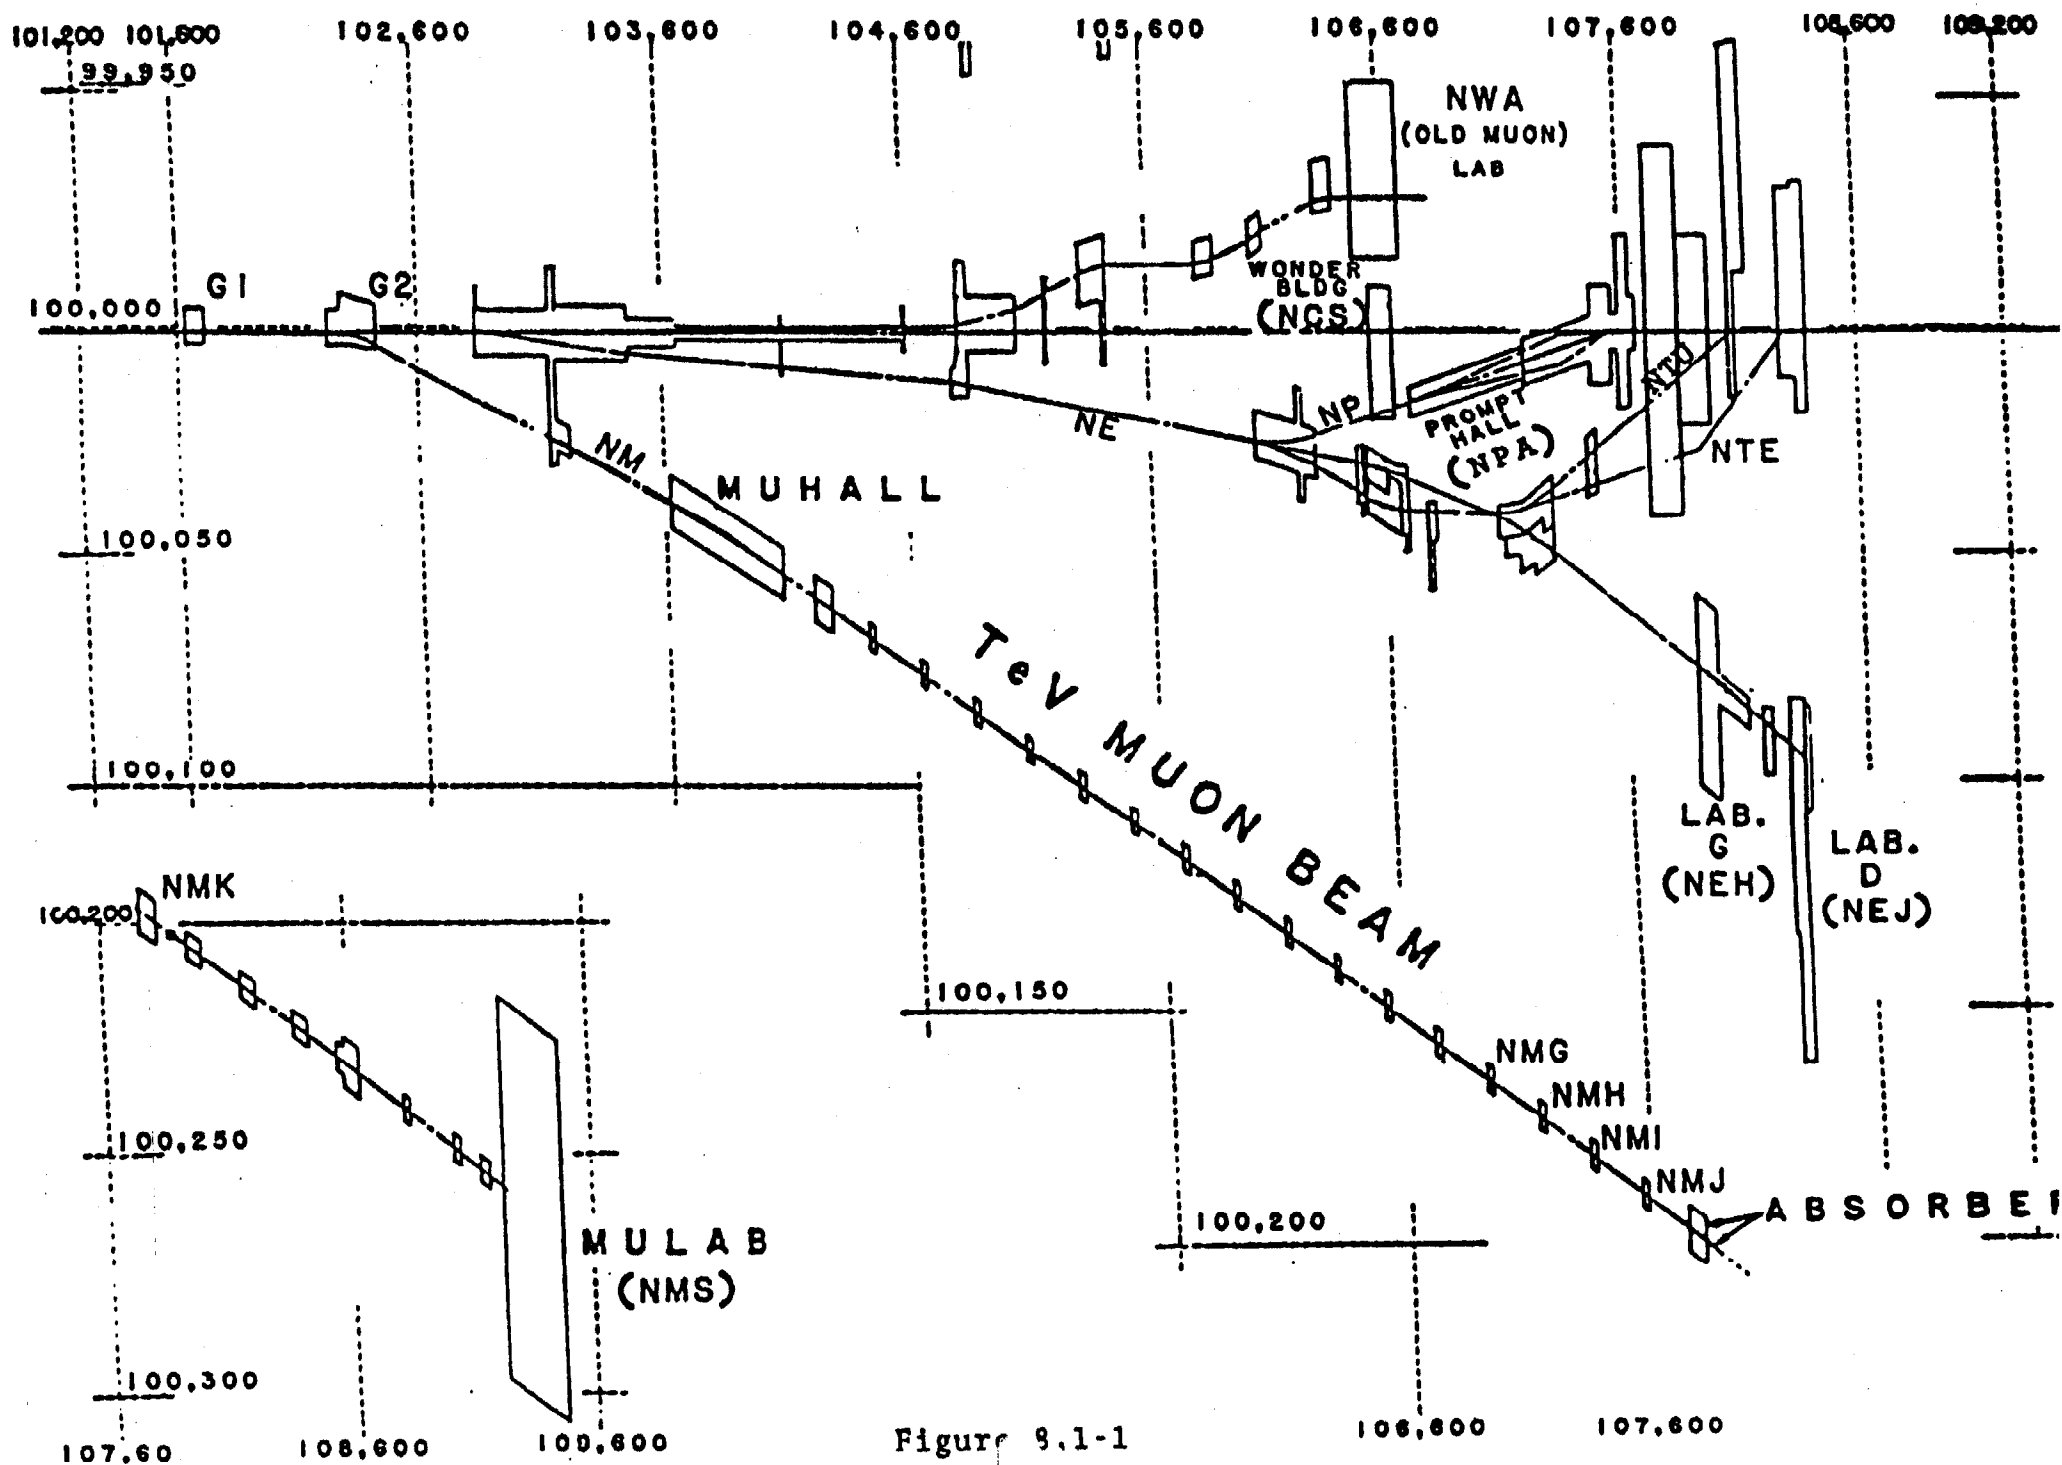 101,200 101,600 102,600 103,600 104,600 105,600 106,600 107,600 108,600 109,200
99,950
NWA
(OLD MUON)
LAB
G1
G2
WONDER
BLDG
(NCS)
100,000
NP
NE
PROMPT
HALL
(NPA)
NTU
NTE
NM
MUHALL
100,050
TeV MUON BEAM
100,100
LAB.
G
(NEH)
LAB.
D
(NEJ)
NMK
100,200
100,150
NMG
NMH
NMI
NMJ
ABSORBER
100,250
100,200
MULAB
(NMS)
100,300
107,60 108,600 109,600 106,600 107,600
Figure 8.1-1